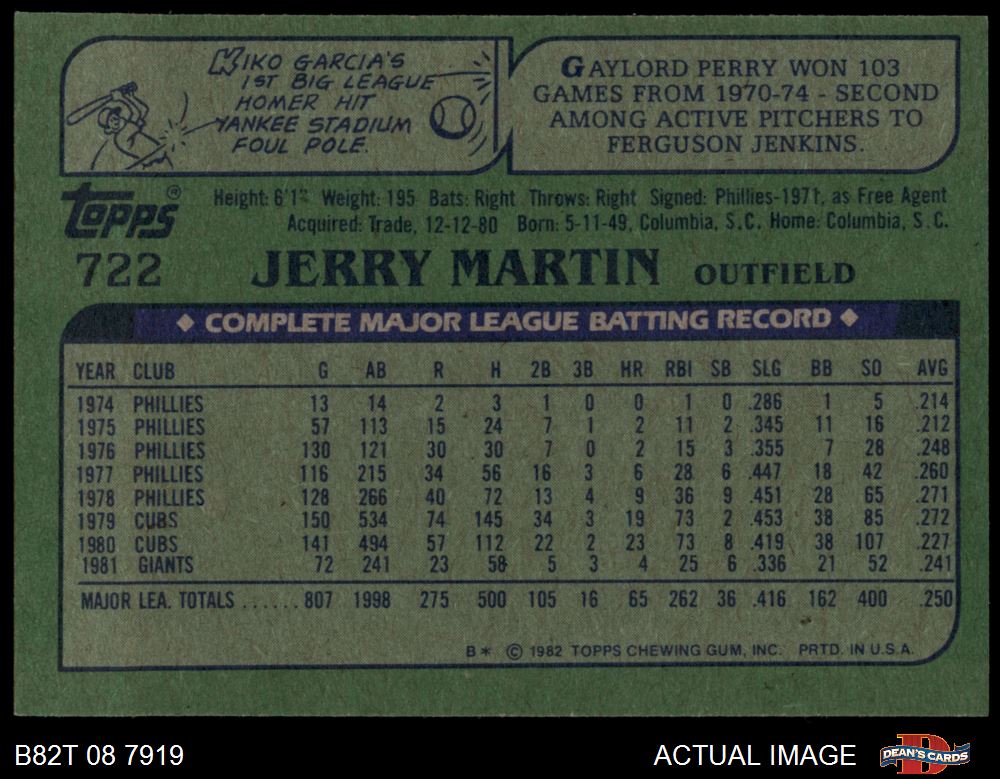 KIKO GARCIA'S
1ST BIG LEAGUE
HOMER HIT
YANKEE STADIUM
FOUL POLE.
GAYLORD PERRY WON 103
GAMES FROM 1970-74 - SECOND
AMONG ACTIVE PITCHERS TO
FERGUSON JENKINS.
Topps®
Height: 6'1" Weight: 195 Bats: Right Throws: Right Signed: Phillies-1971, as Free Agent
Acquired: Trade, 12-12-80 Born: 5-11-49, Columbia, S.C. Home: Columbia, S.C.
722 JERRY MARTIN OUTFIELD
◆ COMPLETE MAJOR LEAGUE BATTING RECORD ◆
YEAR CLUB G AB R H 2B 3B HR RBI SB SLG BB SO AVG
1974 PHILLIES 13 14 2 3 1 0 0 1 0 .286 1 5 .214
1975 PHILLIES 57 113 15 24 7 1 2 11 2 .345 11 16 .212
1976 PHILLIES 130 121 30 30 7 0 2 15 3 .355 7 28 .248
1977 PHILLIES 116 215 34 56 16 3 6 28 6 .447 18 42 .260
1978 PHILLIES 128 266 40 72 13 4 9 36 9 .451 28 65 .271
1979 CUBS 150 534 74 145 34 3 19 73 2 .453 38 85 .272
1980 CUBS 141 494 57 112 22 2 23 73 8 .419 38 107 .227
1981 GIANTS 72 241 23 58 5 3 4 25 6 .336 21 52 .241
MAJOR LEA. TOTALS ...... 807 1998 275 500 105 16 65 262 36 .416 162 400 .250
B* © 1982 TOPPS CHEWING GUM, INC. PRTD. IN U.S.A.
B82T 08 7919
ACTUAL IMAGE
D
DEAN'S CARDS